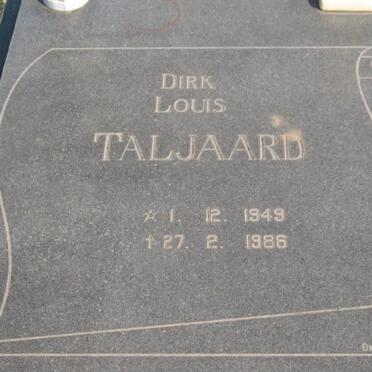 DIRK
LOUIS
TALJAARD
☆ 1. 12. 1949
† 27. 2. 1986